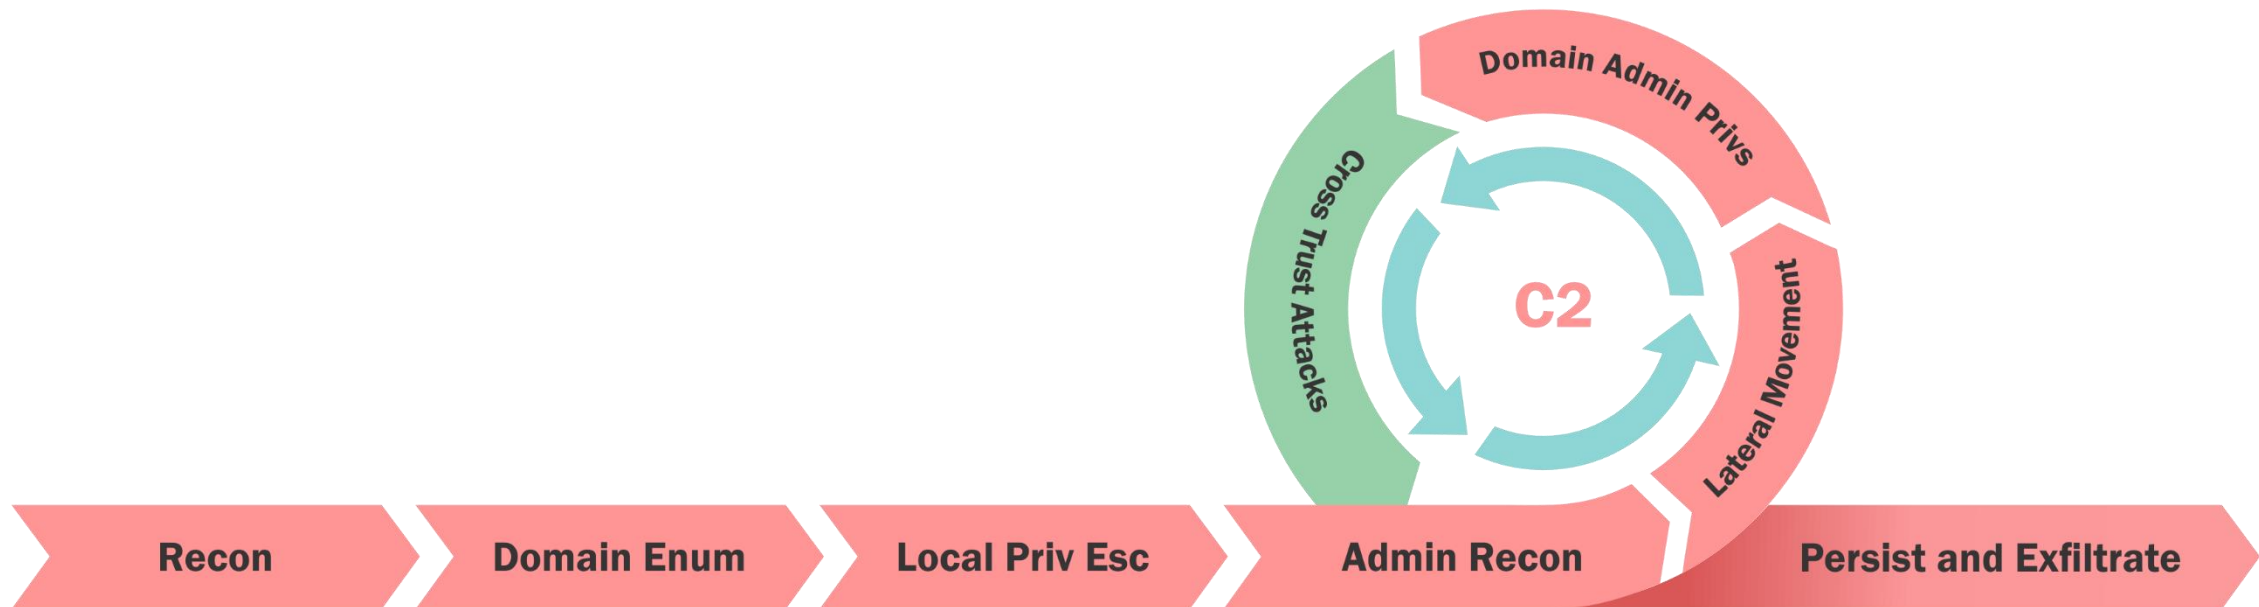 Recon
Domain Enum
Local Priv Esc
Admin Recon
Lateral Movement
Domain Admin Privs
Cross Trust Attacks
C2
Persist and Exfiltrate